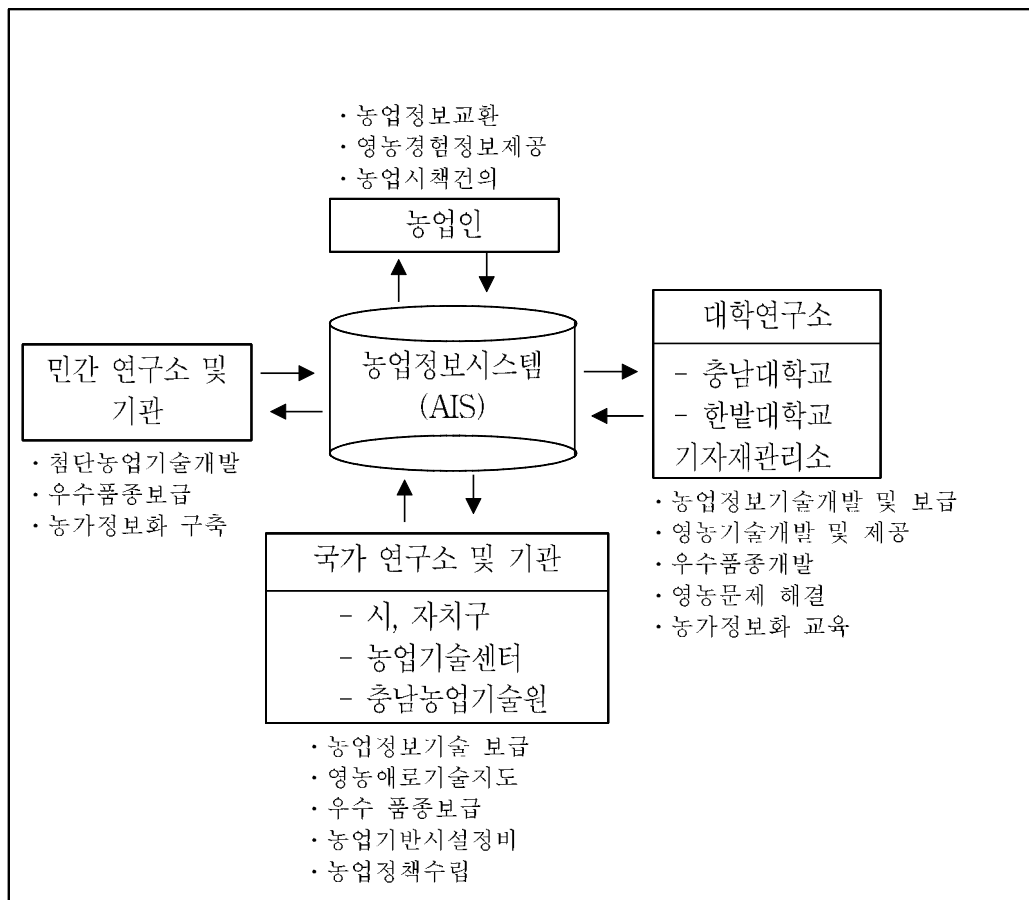 · 농업정보교환
· 영농경험정보제공
· 농업시책건의
농업인
농업정보시스템
(AIS)
민간 연구소 및
기관
· 첨단농업기술개발
· 우수품종보급
· 농가정보화 구축
대학연구소
- 충남대학교
- 한밭대학교
기자재관리소
· 농업정보기술개발 및 보급
· 영농기술개발 및 제공
· 우수품종개발
· 영농문제 해결
· 농가정보화 교육
국가 연구소 및 기관
- 시, 자치구
- 농업기술센터
- 충남농업기술원
· 농업정보기술 보급
· 영농애로기술지도
· 우수 품종보급
· 농업기반시설정비
· 농업정책수립